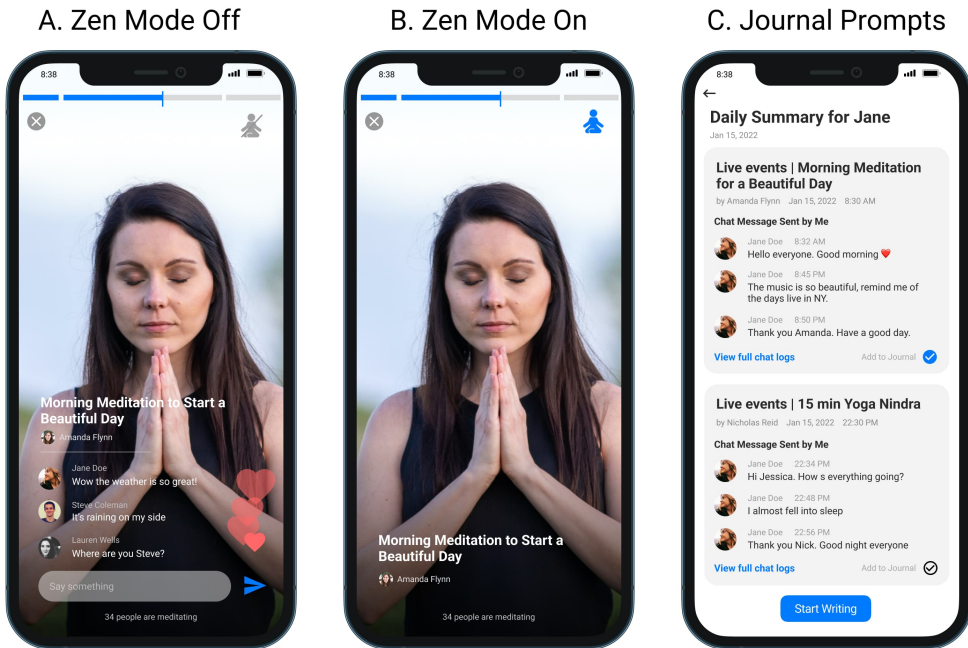 A. Zen Mode Off
8:38
Morning Meditation to Start a
Beautiful Day
Amanda Flynn
Jane Doe
Wow the weather is so great!
Steve Coleman
It's raining on my side
Lauren Wells
Where are you Steve?
Say something
34 people are meditating
B. Zen Mode On
8:38
Morning Meditation to Start a
Beautiful Day
Amanda Flynn
34 people are meditating
C. Journal Prompts
8:38
Daily Summary for Jane
Jan 15, 2022
Live events | Morning Meditation
for a Beautiful Day
by Amanda Flynn Jan 15, 2022 8:30 AM
Chat Message Sent by Me
Jane Doe 8:32 AM
Hello everyone. Good morning ❤️
Jane Doe 8:45 PM
The music is so beautiful, remind me of
the days live in NY.
Jane Doe 8:50 PM
Thank you Amanda. Have a good day.
View full chat logs Add to Journal
Live events | 15 min Yoga Nindra
by Nicholas Reid Jan 15, 2022 22:30 PM
Chat Message Sent by Me
Jane Doe 22:34 PM
Hi Jessica. How s everything going?
Jane Doe 22:48 PM
I almost fell into sleep
Jane Doe 22:56 PM
Thank you Nick. Good night everyone
View full chat logs Add to Journal
Start Writing